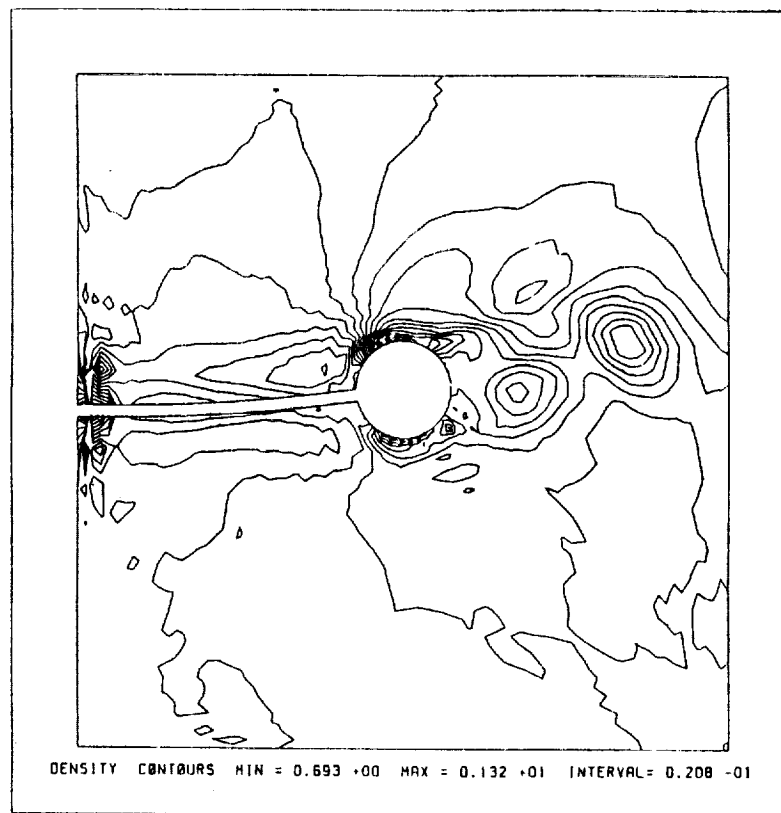 DENSITY CØNTØURS MIN = 0.693 +00 MAX = 0.132 +01 INTERVAL= 0.208 -01